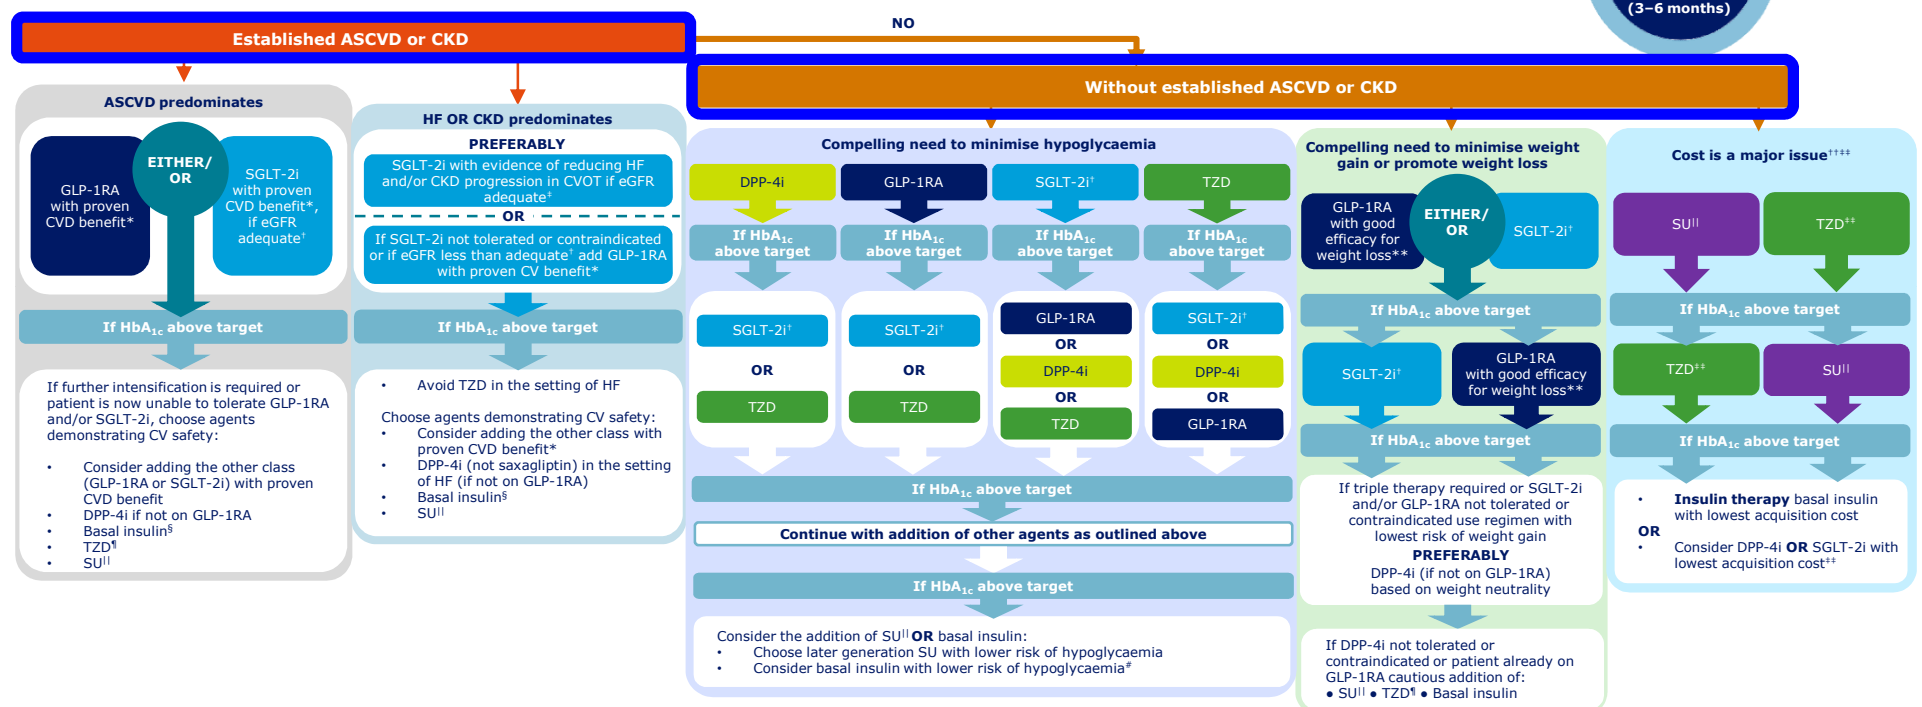 (3–6 months)
NO
Established ASCVD or CKD
Without established ASCVD or CKD
ASCVD predominates
GLP-1RA
with proven
CVD benefit*
EITHER/
OR
SGLT-2i
with proven
CVD benefit*,
if eGFR
adequate†
If HbA1c above target
If further intensification is required or
patient is now unable to tolerate GLP-1RA
and/or SGLT-2i, choose agents
demonstrating CV safety:
• Consider adding the other class
(GLP-1RA or SGLT-2i) with proven
CVD benefit
• DPP-4i if not on GLP-1RA
• Basal insulin§
• TZD¶
• SU||
HF OR CKD predominates
PREFERABLY
SGLT-2i with evidence of reducing HF
and/or CKD progression in CVOT if eGFR
adequate‡
OR
If SGLT-2i not tolerated or contraindicated
or if eGFR less than adequate† add GLP-1RA
with proven CV benefit*
If HbA1c above target
• Avoid TZD in the setting of HF
Choose agents demonstrating CV safety:
• Consider adding the other class with
proven CVD benefit*
• DPP-4i (not saxagliptin) in the setting
of HF (if not on GLP-1RA)
• Basal insulin§
• SU||
Compelling need to minimise hypoglycaemia
DPP-4i
If HbA1c
above target
SGLT-2i†
OR
TZD
GLP-1RA
If HbA1c
above target
SGLT-2i†
OR
TZD
SGLT-2i†
If HbA1c
above target
GLP-1RA
OR
DPP-4i
OR
TZD
TZD
If HbA1c
above target
SGLT-2i†
OR
DPP-4i
OR
GLP-1RA
If HbA1c above target
Continue with addition of other agents as outlined above
If HbA1c above target
Consider the addition of SU|| OR basal insulin:
• Choose later generation SU with lower risk of hypoglycaemia
• Consider basal insulin with lower risk of hypoglycaemia#
Compelling need to minimise weight
gain or promote weight loss
GLP-1RA
with good
efficacy for
weight loss**
EITHER/
OR
SGLT-2i†
If HbA1c above target
SGLT-2i†
GLP-1RA
with good efficacy
for weight loss**
If HbA1c above target
If triple therapy required or SGLT-2i
and/or GLP-1RA not tolerated or
contraindicated use regimen with
lowest risk of weight gain
PREFERABLY
DPP-4i (if not on GLP-1RA)
based on weight neutrality
If DPP-4i not tolerated or
contraindicated or patient already on
GLP-1RA cautious addition of:
● SU|| ● TZD¶ ● Basal insulin
Cost is a major issue††‡‡
SU||
TZD‡‡
If HbA1c above target
TZD‡‡
SU||
If HbA1c above target
• Insulin therapy basal insulin
with lowest acquisition cost
OR
• Consider DPP-4i OR SGLT-2i with
lowest acquisition cost‡‡